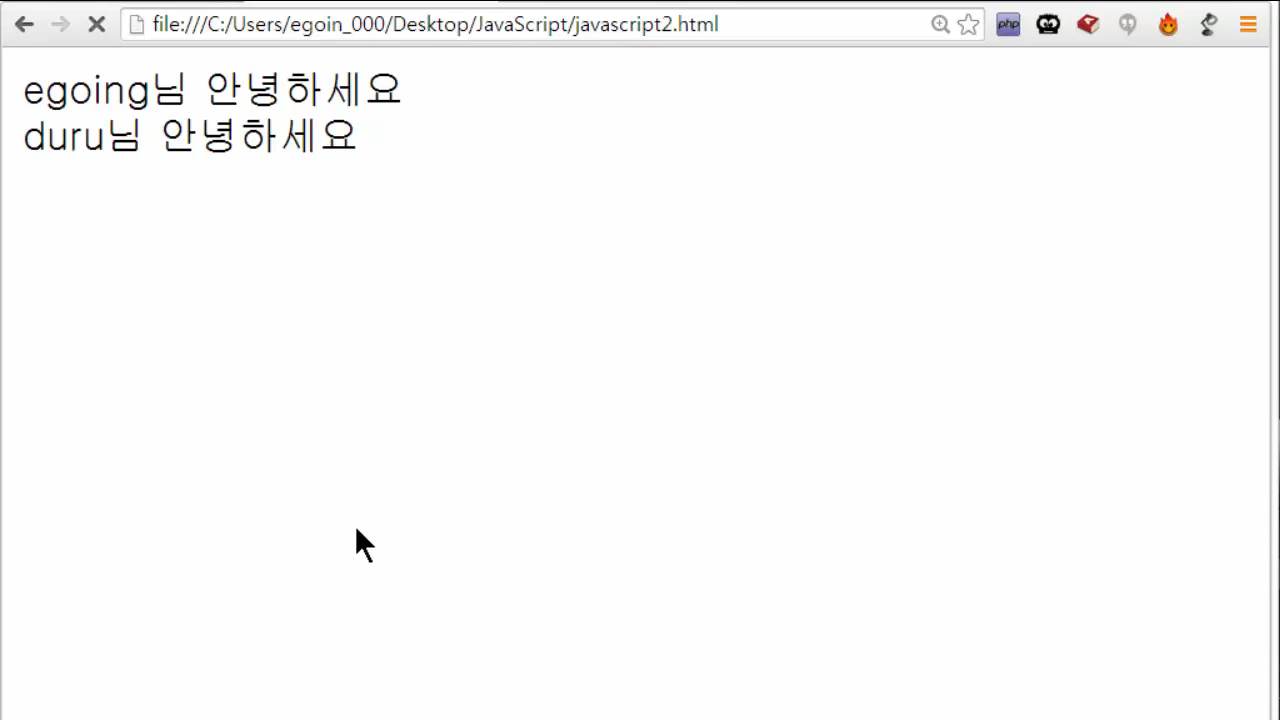 file:///C:/Users/egoin_000/Desktop/JavaScript/javascript2.html
php
egoing님 안녕하세요
duru님 안녕하세요